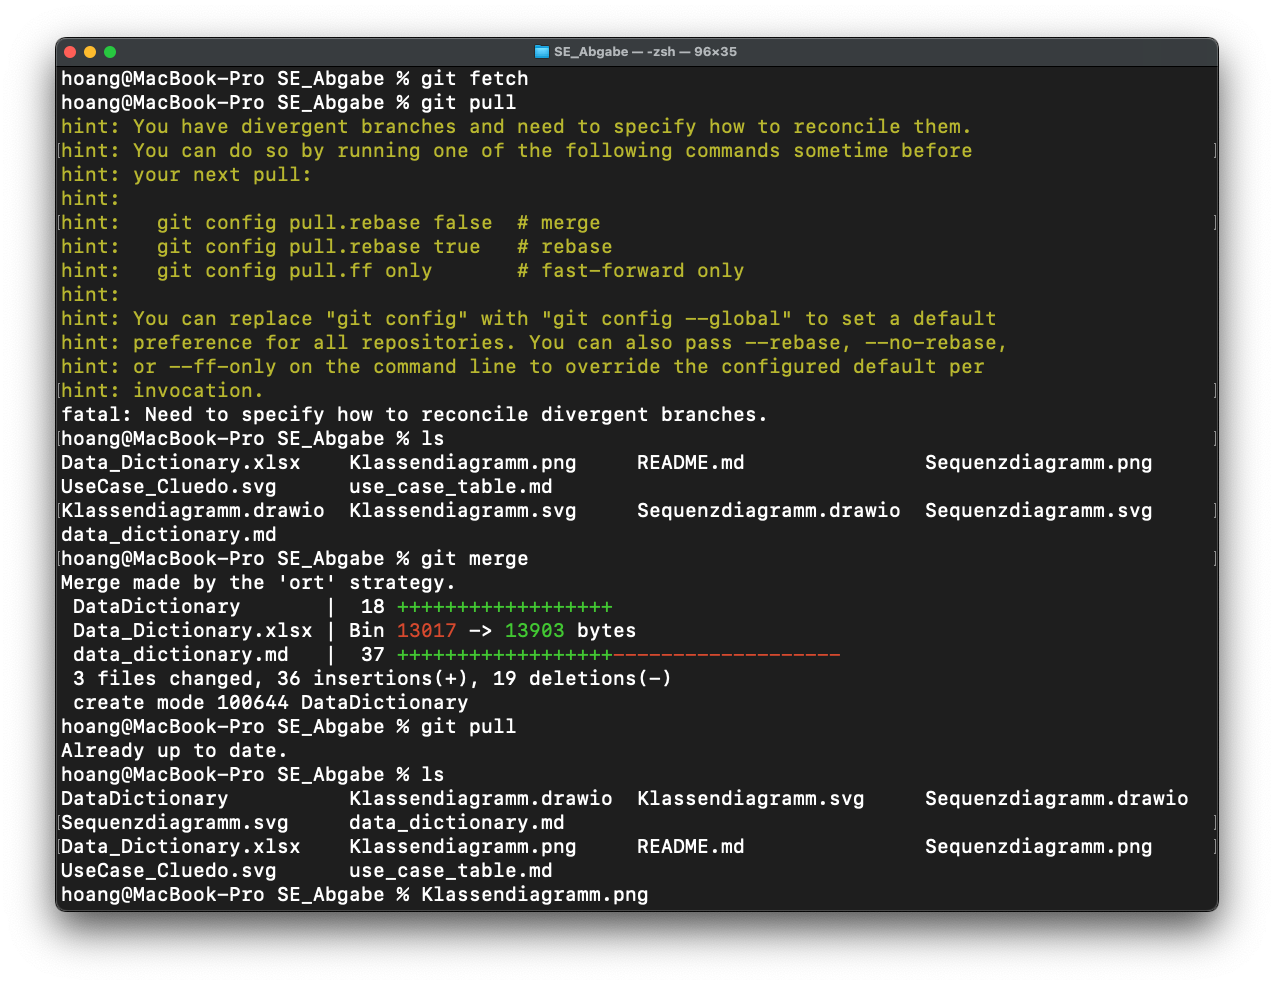 SE_Abgabe — -zsh — 96×35
hoang@MacBook-Pro SE_Abgabe % git fetch
hoang@MacBook-Pro SE_Abgabe % git pull
hint: You have divergent branches and need to specify how to reconcile them.
hint: You can do so by running one of the following commands sometime before
hint: your next pull:
hint:
hint:   git config pull.rebase false  # merge
hint:   git config pull.rebase true   # rebase
hint:   git config pull.ff only       # fast-forward only
hint:
hint: You can replace "git config" with "git config --global" to set a default
hint: preference for all repositories. You can also pass --rebase, --no-rebase,
hint: or --ff-only on the command line to override the configured default per
hint: invocation.
fatal: Need to specify how to reconcile divergent branches.
hoang@MacBook-Pro SE_Abgabe % ls
Data_Dictionary.xlsx    Klassendiagramm.png     README.md               Sequenzdiagramm.png
UseCase_Cluedo.svg      use_case_table.md
Klassendiagramm.drawio  Klassendiagramm.svg     Sequenzdiagramm.drawio  Sequenzdiagramm.svg
data_dictionary.md
hoang@MacBook-Pro SE_Abgabe % git merge
Merge made by the 'ort' strategy.
 DataDictionary       |  18 ++++++++++++++++++
 Data_Dictionary.xlsx | Bin 13017 -> 13903 bytes
 data_dictionary.md   |  37 ++++++++++++++++++-------------------
 3 files changed, 36 insertions(+), 19 deletions(-)
 create mode 100644 DataDictionary
hoang@MacBook-Pro SE_Abgabe % git pull
Already up to date.
hoang@MacBook-Pro SE_Abgabe % ls
DataDictionary          Klassendiagramm.drawio  Klassendiagramm.svg     Sequenzdiagramm.drawio
Sequenzdiagramm.svg     data_dictionary.md
Data_Dictionary.xlsx    Klassendiagramm.png     README.md               Sequenzdiagramm.png
UseCase_Cluedo.svg      use_case_table.md
hoang@MacBook-Pro SE_Abgabe % Klassendiagramm.png